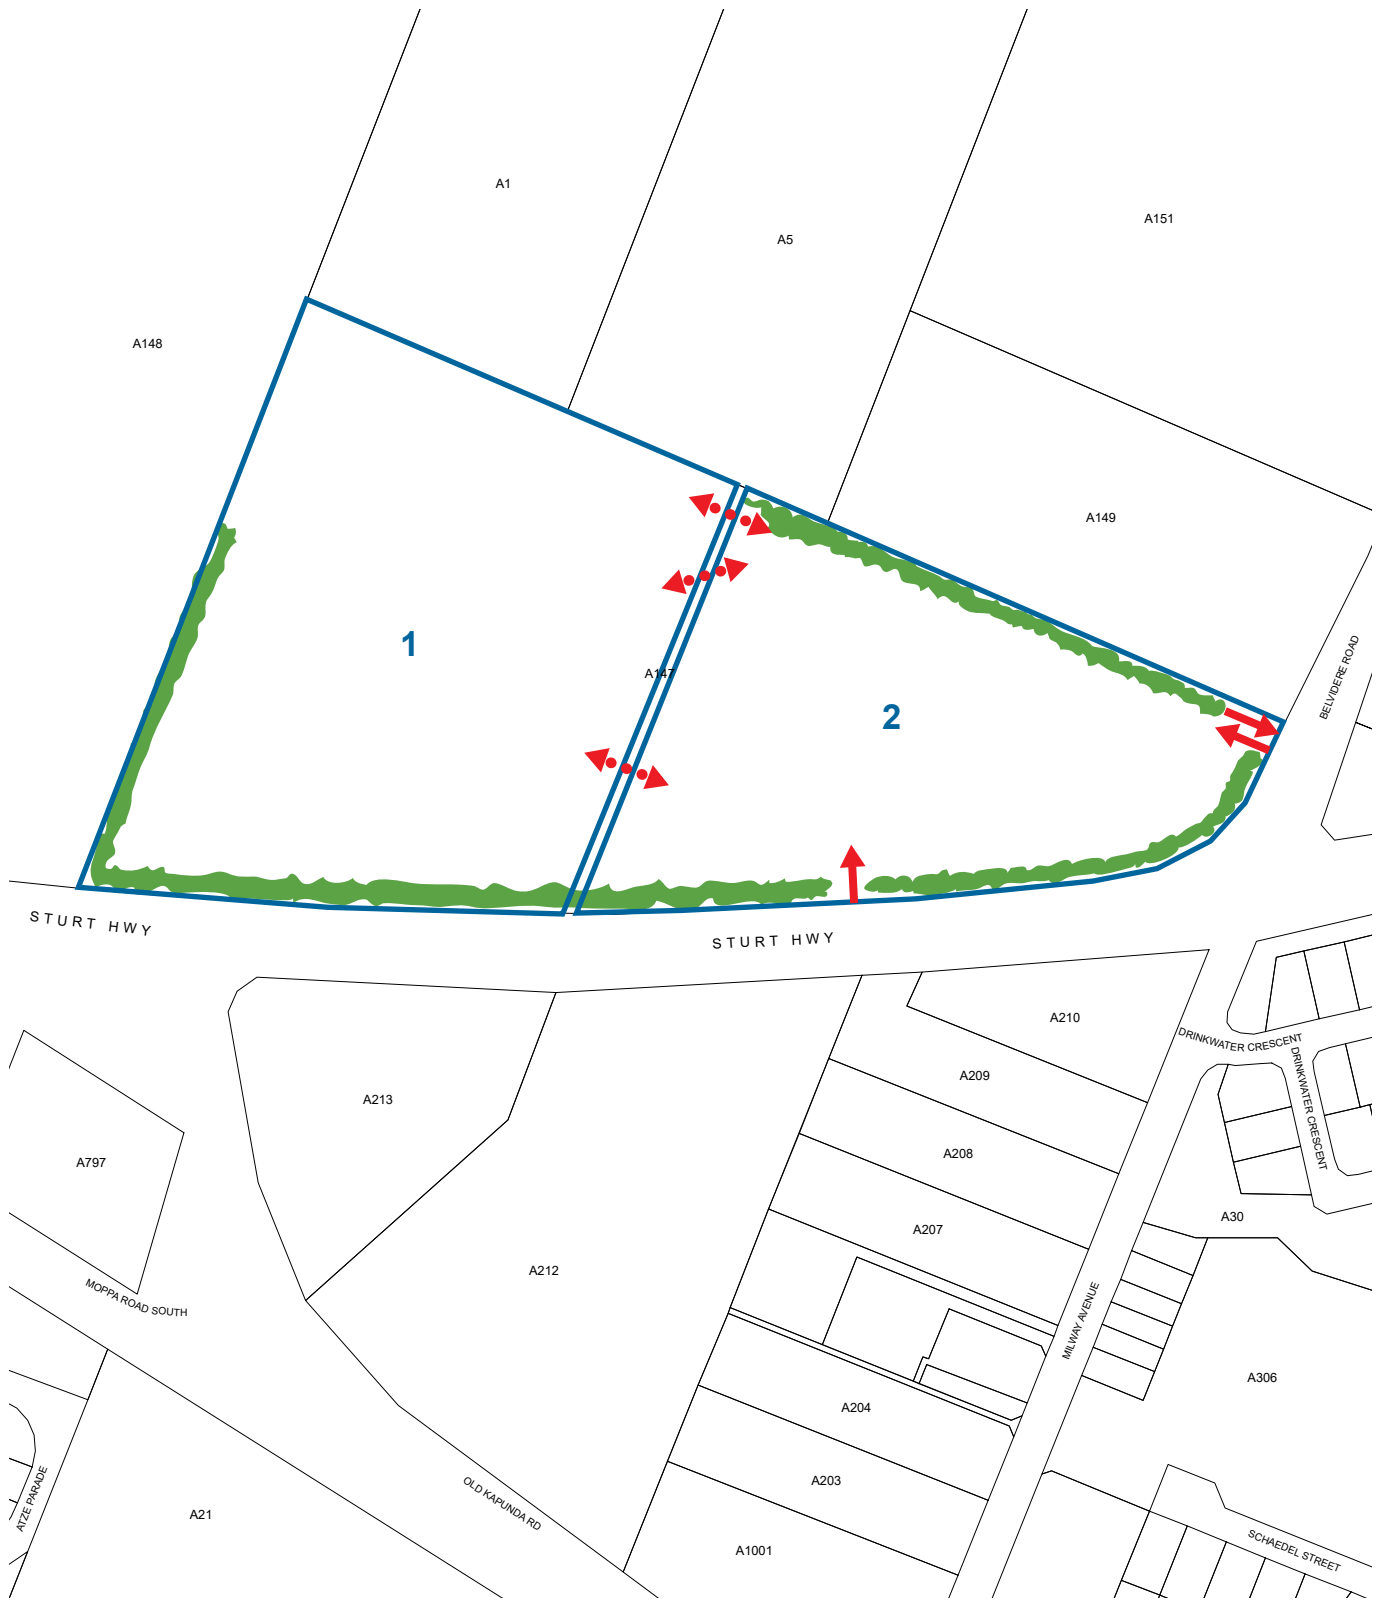 A1
A151
A5
A148
A149
1
BELVIDERE ROAD
A147
2
STURT HWY
STURT HWY
A210
DRINKWATER CRESCENT
A209
DRINKWATER CRESCENT
A213
A208
A797
A30
A207
A212
MOPPA ROAD SOUTH
MILWAY AVENUE
A306
A204
A203
ATZE PARADE
OLD KAPUNDA RD
A21
A1001
SCHAEDEL STREET